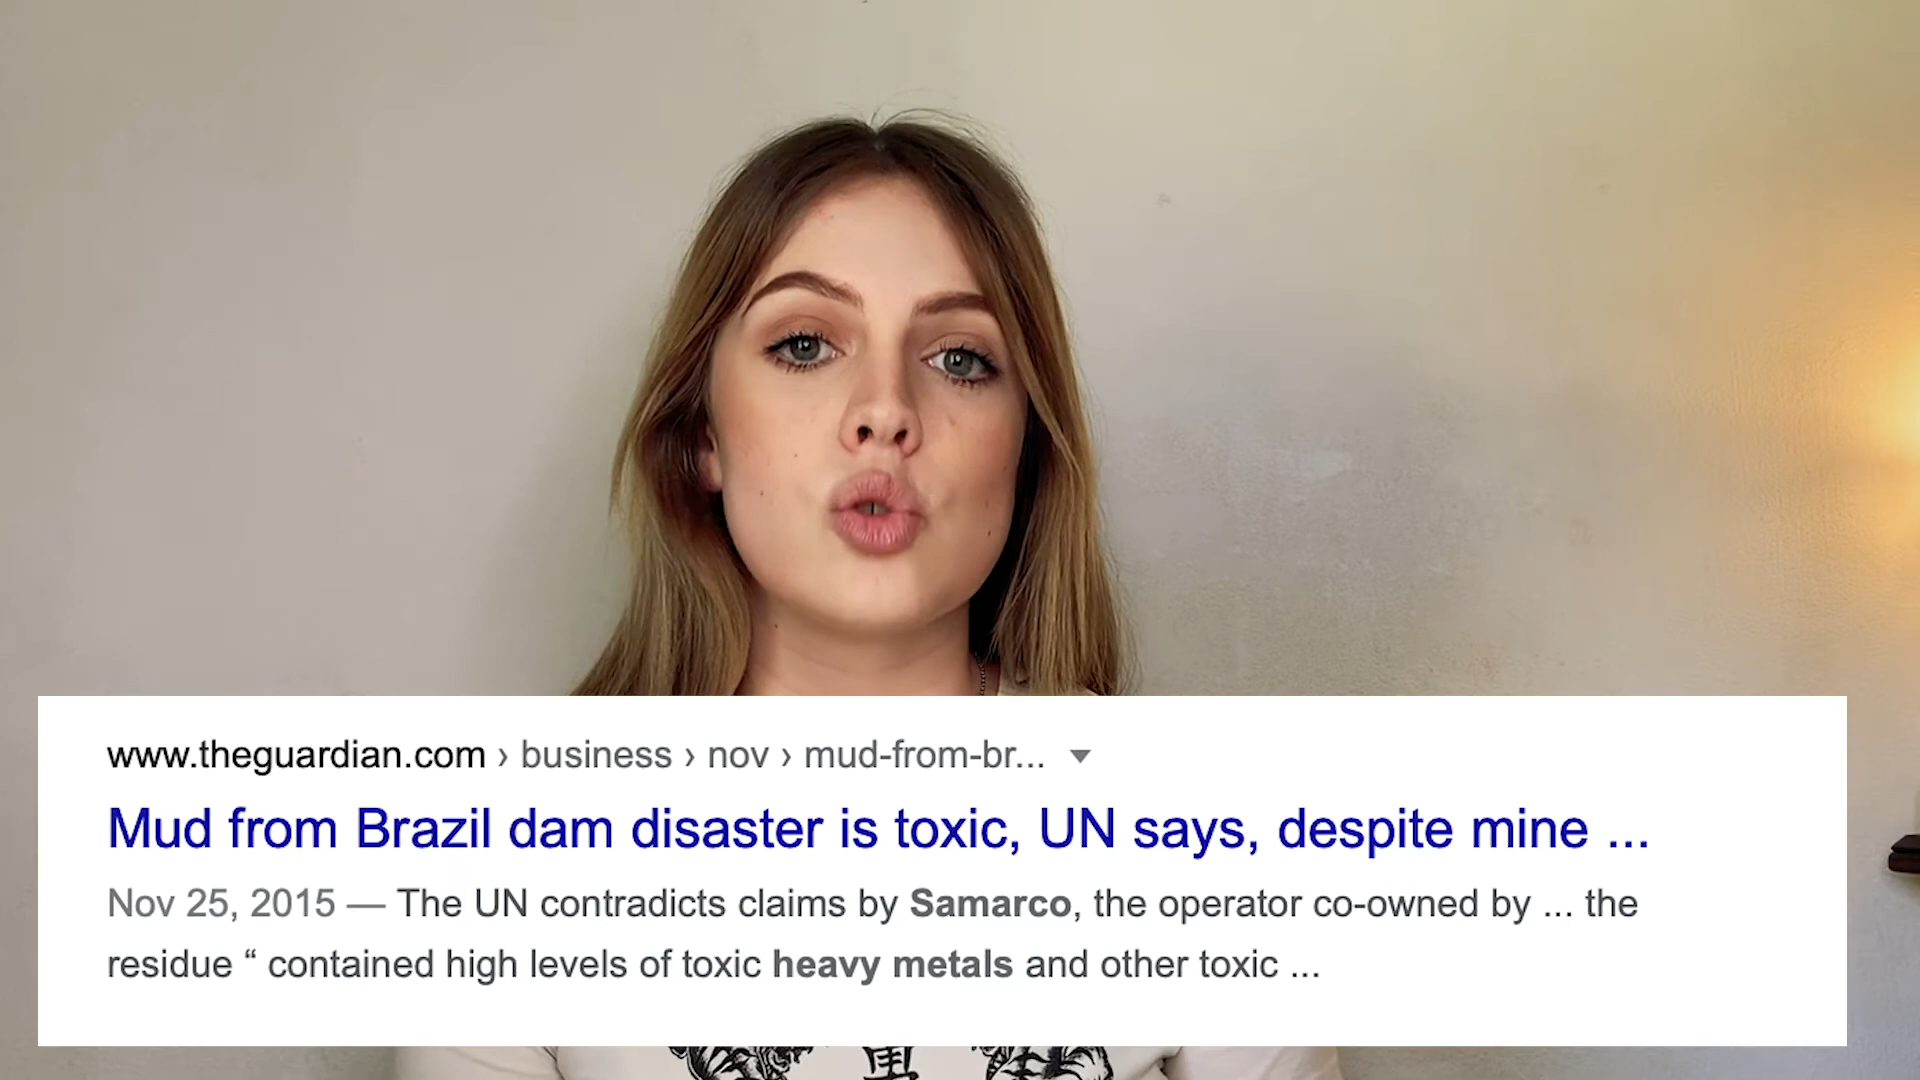 www.theguardian.com › business › nov › mud-from-br...
Mud from Brazil dam disaster is toxic, UN says, despite mine ...
Nov 25, 2015 — The UN contradicts claims by Samarco, the operator co-owned by ... the
residue “ contained high levels of toxic heavy metals and other toxic ...